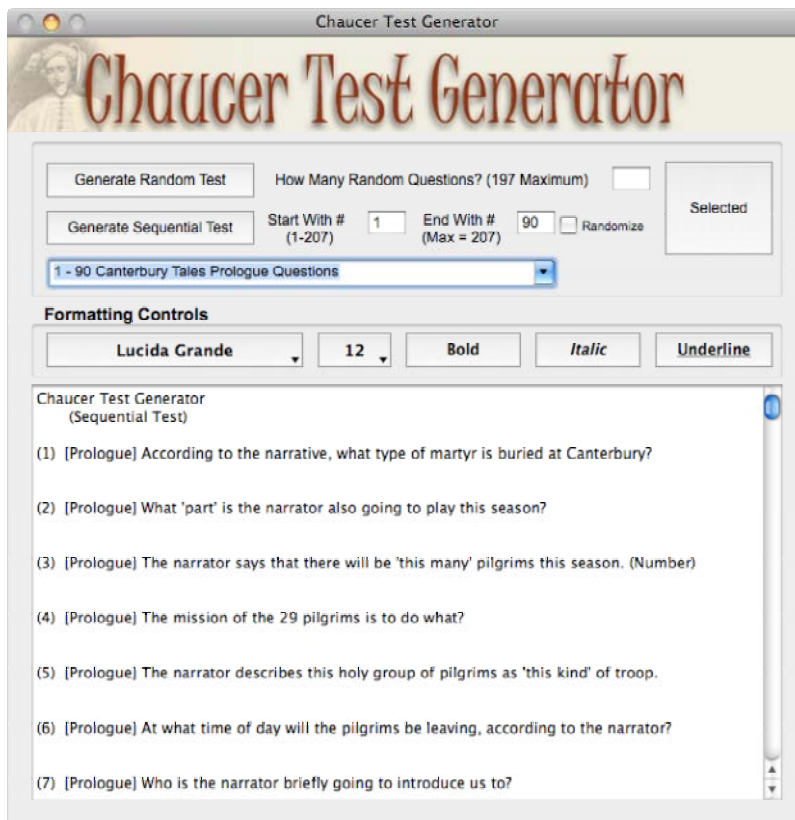 Chaucer Test Generator
Chaucer Test Generator
Generate Random Test
How Many Random Questions? (197 Maximum)
Selected
Generate Sequential Test
Start With # 1 End With # 90 Randomize
(1-207) (Max = 207)
1 - 90 Canterbury Tales Prologue Questions
Formatting Controls
Lucida Grande 12 Bold Italic Underline
Chaucer Test Generator
(Sequential Test)
(1) [Prologue] According to the narrative, what type of martyr is buried at Canterbury?
(2) [Prologue] What 'part' is the narrator also going to play this season?
(3) [Prologue] The narrator says that there will be 'this many' pilgrims this season. (Number)
(4) [Prologue] The mission of the 29 pilgrims is to do what?
(5) [Prologue] The narrator describes this holy group of pilgrims as 'this kind' of troop.
(6) [Prologue] At what time of day will the pilgrims be leaving, according to the narrator?
(7) [Prologue] Who is the narrator briefly going to introduce us to?